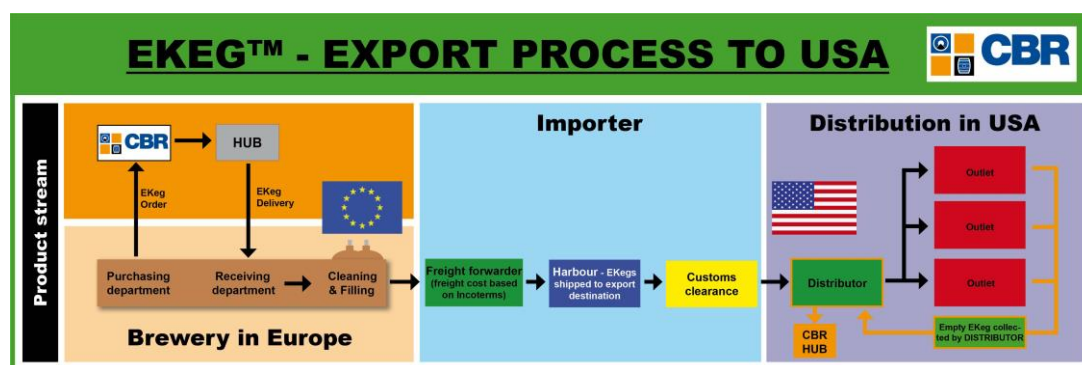 EKEG™ - EXPORT PROCESS TO USA
CBR
Product stream
CBR
HUB
EKeg
Order
EKeg
Delivery
Purchasing
department
Receiving
department
Cleaning
& Filling
Brewery in Europe
Importer
Freight forwarder
(freight cost based
on Incoterms)
Harbour - EKegs
shipped to export
destination
Customs
clearance
Distribution in USA
Distributor
CBR
HUB
Outlet
Outlet
Outlet
Empty EKeg collec-
ted by DISTRIBUTOR